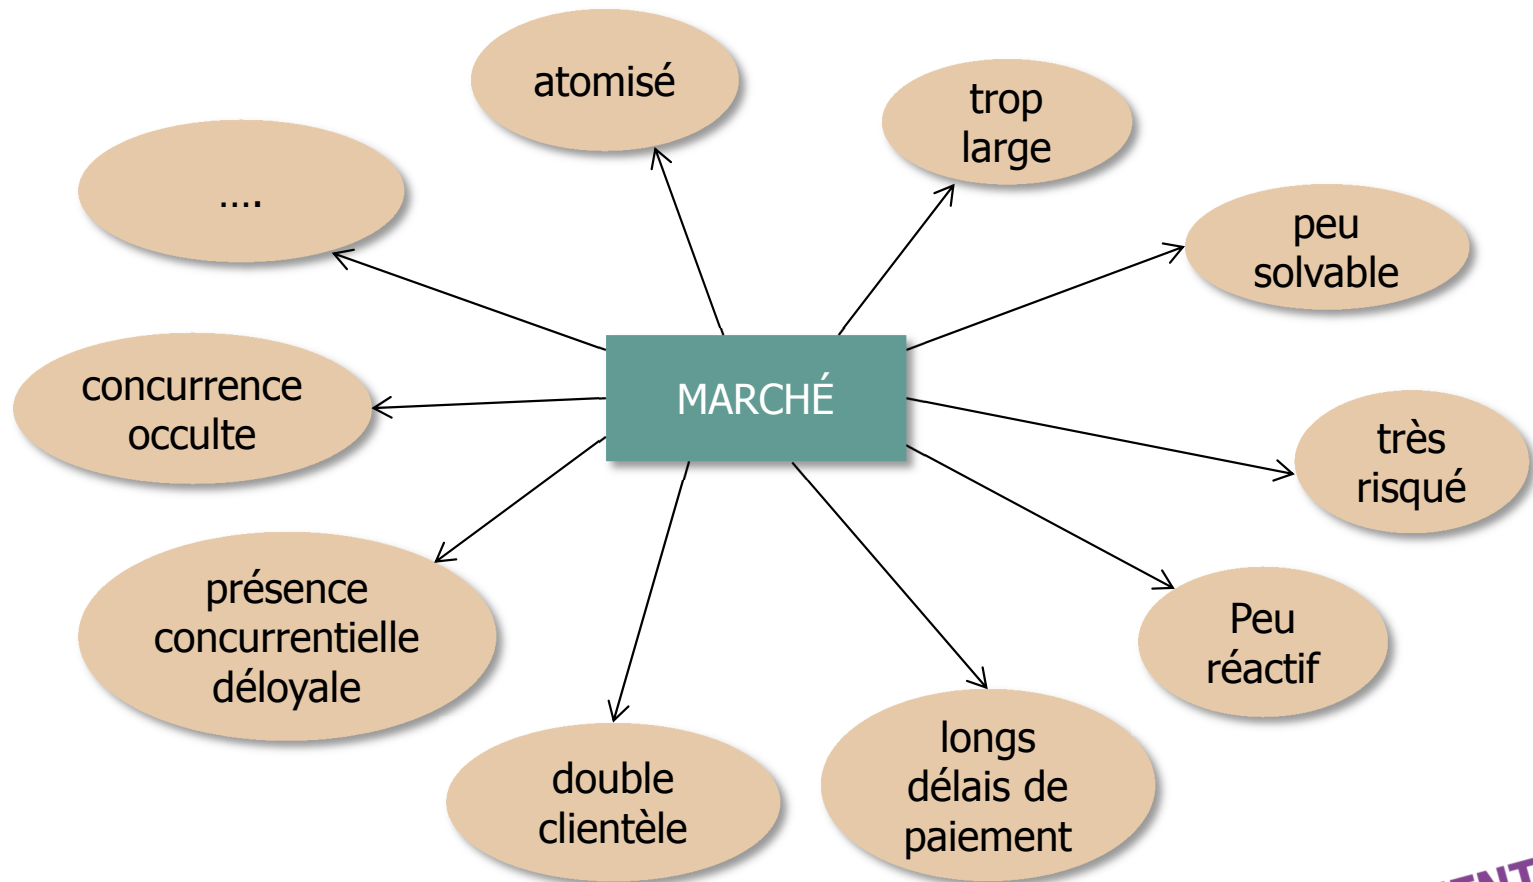 atomisé
trop
large
....
peu
solvable
MARCHÉ
concurrence
occulte
très
risqué
présence
concurrentielle
déloyale
Peu
réactif
longs
délais de
paiement
double
clientèle